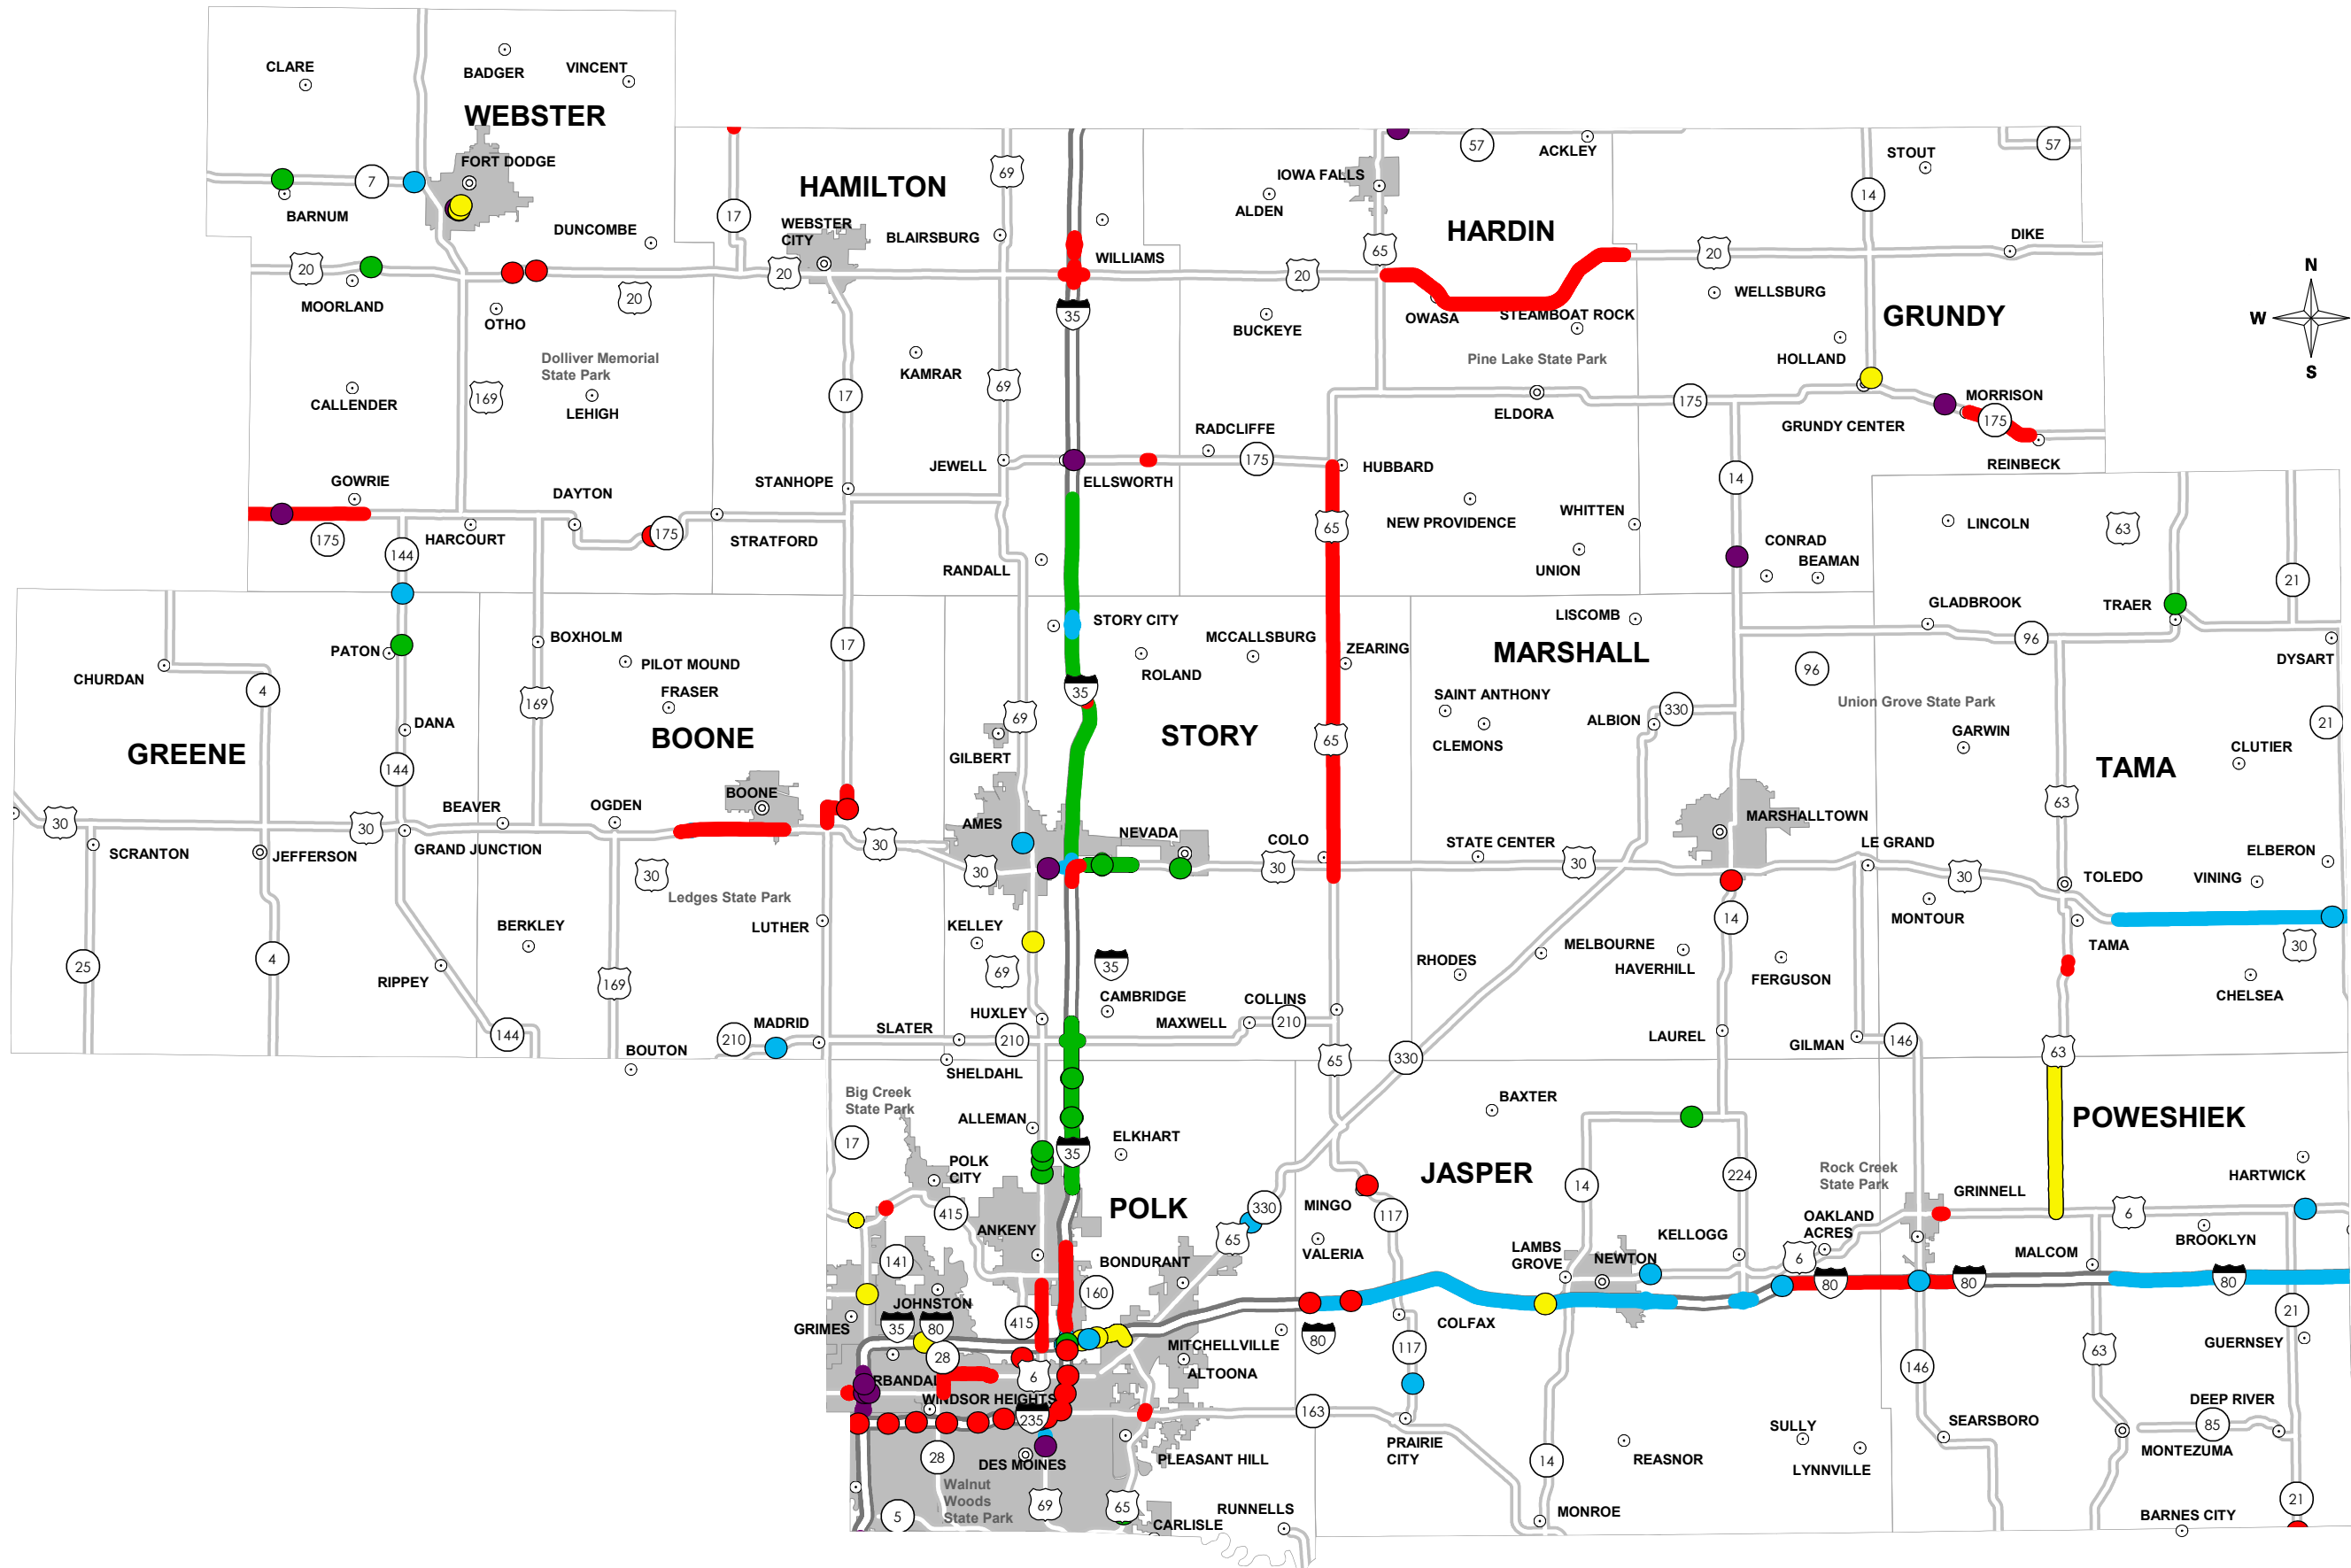 CLARE
BADGER
VINCENT
WEBSTER
FORT DODGE
7
BARNUM
DUNCOMBE
20
MOORLAND
OTHO
20
Dolliver Memorial
State Park
CALLENDER
169
LEHIGH
GOWRIE
DAYTON
175
HARCOURT
175
144
STRATFORD
HAMILTON
69
17
WEBSTER
CITY
BLAIRSBURG
WILLIAMS
20
35
KAMRAR
69
17
JEWELL
ELLSWORTH
STANHOPE
RANDALL
57
ACKLEY
IOWA FALLS
ALDEN
HARDIN
65
20
BUCKEYE
OWASA
STEAMBOAT ROCK
Pine Lake State Park
ELDORA
RADCLIFFE
175
HUBBARD
65
NEW PROVIDENCE
WHITTEN
UNION
57
STOUT
14
DIKE
20
WELLSBURG
GRUNDY
HOLLAND
175
MORRISON
175
GRUNDY CENTER
REINBECK
14
CONRAD
BEAMAN
N
W
S
PATON
CHURDAN
4
DANA
GREENE
144
30
30
SCRANTON
JEFFERSON
GRAND JUNCTION
25
4
RIPPEY
144
BOXHOLM
PILOT MOUND
FRASER
169
17
BOONE
BEAVER
OGDEN
BOONE
30
30
Ledges State Park
BERKLEY
LUTHER
169
210
MADRID
BOUTON
STORY CITY
MCCALLSBURG
ROLAND
ZEARING
35
69
STORY
65
GILBERT
AMES
NEVADA
COLO
30
30
KELLEY
69
35
CAMBRIDGE
COLLINS
HUXLEY
MAXWELL
210
SLATER
210
SHELDAHL
LISCOMB
MARSHALL
96
SAINT ANTHONY
ALBION
330
CLEMONS
MARSHALLTOWN
STATE CENTER
30
LE GRAND
14
RHODES
MELBOURNE
HAVERHILL
FERGUSON
LAUREL
GILMAN
146
330
65
LINCOLN
63
21
GLADBROOK
TRAER
96
DYSART
Union Grove State Park
GARWIN
21
CLUTIER
TAMA
63
ELBERON
30
TOLEDO
VINING
MONTOUR
TAMA
30
CHELSEA
63
Big Creek
State Park
ALLEMAN
17
35
ELKHART
POLK
CITY
415
POLK
330
ANKENY
65
141
BONDURANT
160
JOHNSTON
GRIMES
35
80
415
28
MITCHELLVILLE
6
ALTOONA
WINDSOR HEIGHTS
235
28
DES MOINES
PLEASANT HILL
Walnut
Woods
State Park
69
65
5
CARLISLE
RUNNELLS
BAXTER
JASPER
14
224
MINGO
117
VALERIA
KELLOGG
LAMBS
GROVE
NEWTON
6
COLFAX
80
117
163
PRAIRIE
CITY
14
REASNOR
SULLY
LYNNVILLE
MONROE
POWESHIEK
Rock Creek
State Park
HARTWICK
GRINNELL
OAKLAND
ACRES
6
BROOKLYN
MALCOM
80
80
80
21
GUERNSEY
63
146
DEEP RIVER
SEARSBORO
85
MONTEZUMA
21
BARNES CITY